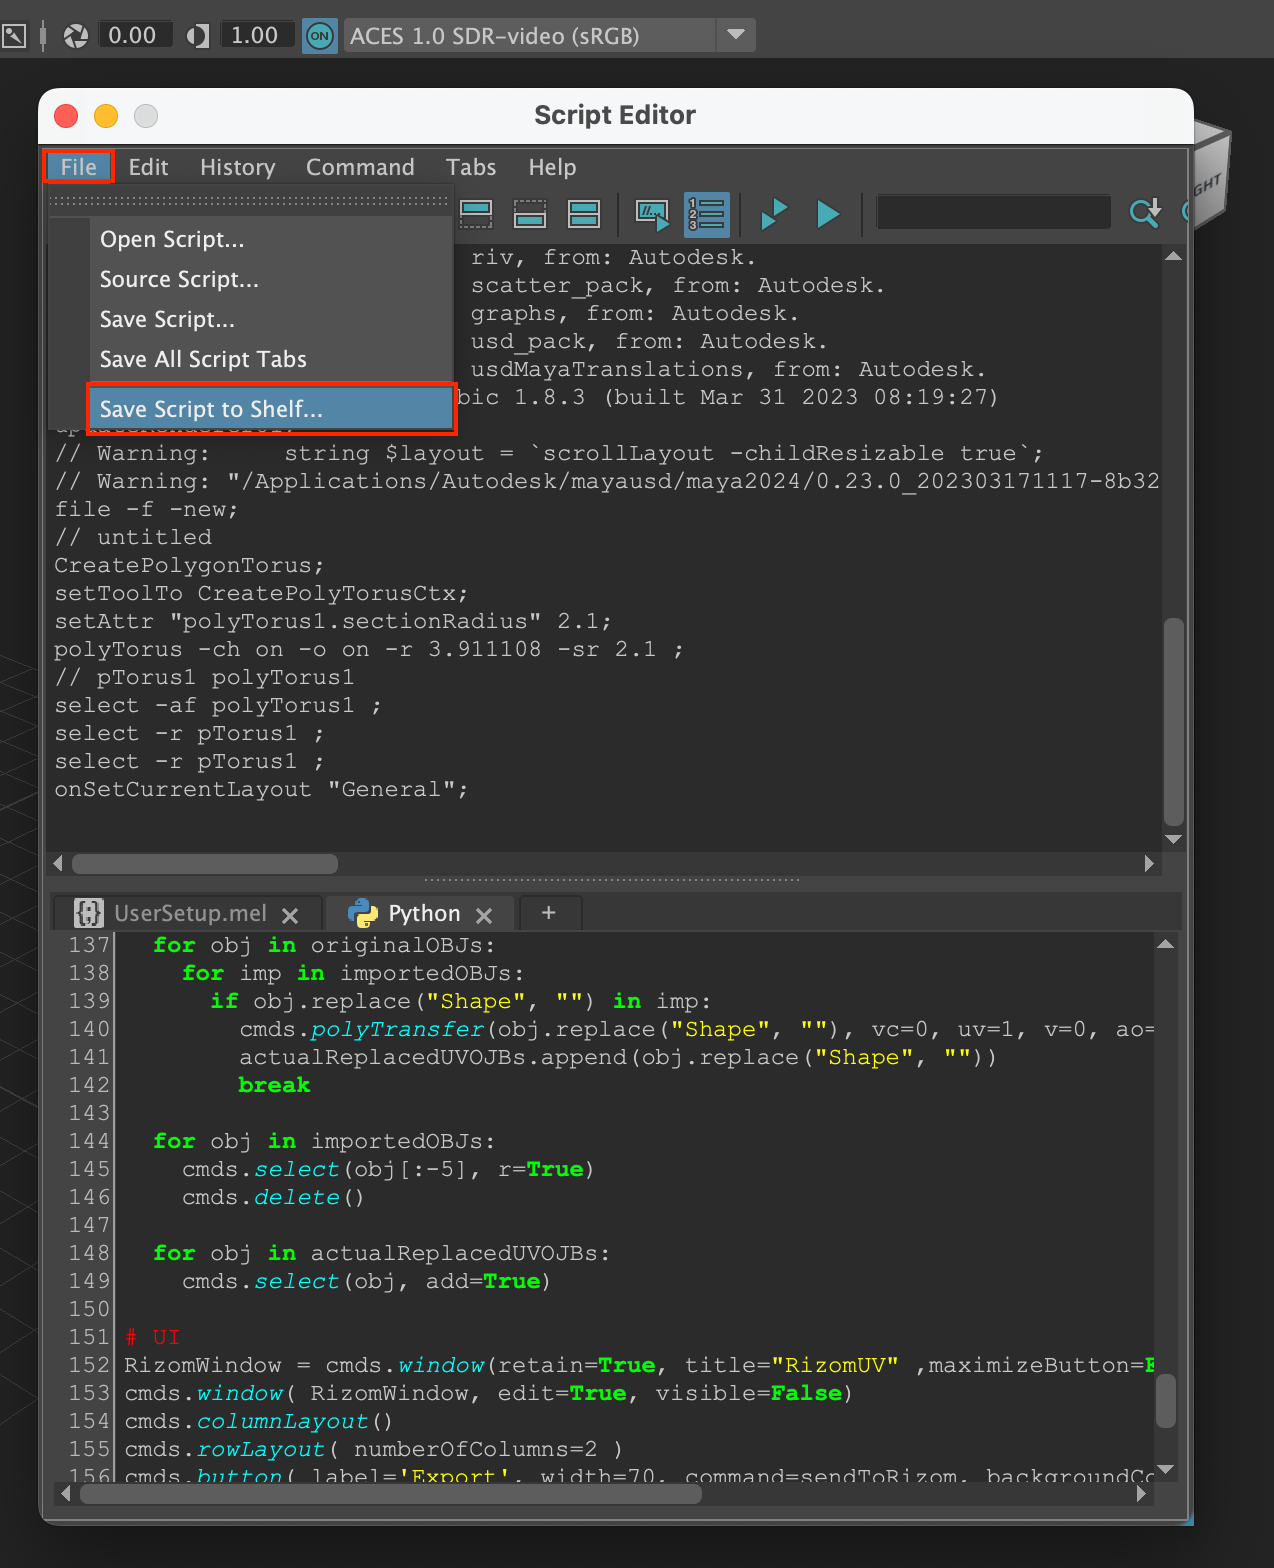 0.00 1.00 ON ACES 1.0 SDR-video (sRGB)
Script Editor
File Edit History Command Tabs Help
Open Script...
Source Script...
Save Script...
Save All Script Tabs
Save Script to Shelf...
riv, from: Autodesk.
scatter_pack, from: Autodesk.
graphs, from: Autodesk.
usd_pack, from: Autodesk.
usdMayaTranslations, from: Autodesk.
bic 1.8.3 (built Mar 31 2023 08:19:27)
// Warning:     string $layout = `scrollLayout -childResizable true`;
// Warning: "/Applications/Autodesk/mayausd/maya2024/0.23.0_202303171117-8b32
file -f -new;
// untitled
CreatePolygonTorus;
setToolTo CreatePolyTorusCtx;
setAttr "polyTorus1.sectionRadius" 2.1;
polyTorus -ch on -o on -r 3.911108 -sr 2.1 ;
// pTorus1 polyTorus1
select -af polyTorus1 ;
select -r pTorus1 ;
select -r pTorus1 ;
onSetCurrentLayout "General";
UserSetup.mel Python +
137 for obj in originalOBJs:
138 for imp in importedOBJs:
139 if obj.replace("Shape", "") in imp:
140 cmds.polyTransfer(obj.replace("Shape", ""), vc=0, uv=1, v=0, ao=
141 actualReplacedUVOJBs.append(obj.replace("Shape", ""))
142 break
143
144 for obj in importedOBJs:
145 cmds.select(obj[:-5], r=True)
146 cmds.delete()
147
148 for obj in actualReplacedUVOJBs:
149 cmds.select(obj, add=True)
150
151 # UI
152 RizomWindow = cmds.window(retain=True, title="RizomUV" ,maximizeButton=F
153 cmds.window( RizomWindow, edit=True, visible=False)
154 cmds.columnLayout()
155 cmds.rowLayout( numberOfColumns=2 )
156 cmds.button( label='Export', width=70, command=sendToRizom, backgroundCo